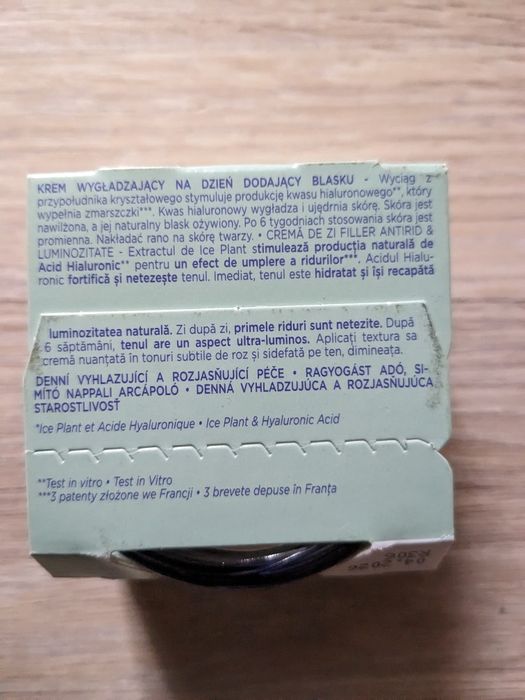 KREM WYGŁADZAJĄCY NA DZIEŃ DODAJĄCY BLASKU - Wyciąg z
przypołudnika kryształowego stymuluje produkcję kwasu hialuronowego**, który
wypełnia zmarszczki***. Kwas hialuronowy wygładza i ujędrnia skórę. Skóra jest
nawilżona, a jej naturalny blask ożywiony. Po 6 tygodniach stosowania skóra jest
promienna. Nakładać rano na skórę twarzy. • CREMĂ DE ZI FILLER ANTIRID &
LUMINOZITATE - Extractul de Ice Plant stimulează producția naturală de
Acid Hialuronic** pentru un efect de umplere a ridurilor***. Acidul Hialu-
ronic fortifică și netezește tenul. Imediat, tenul este hidratat și își recapătă
luminozitatea naturală. Zi după zi, primele riduri sunt netezite. După
6 săptămâni, tenul are un aspect ultra-luminos. Aplicați textura sa
cremă nuanțată în tonuri subtile de roz și sidefată pe ten, dimineața.
DENNÍ VYHLAZUJÍCÍ A ROZJASŇUJÍCÍ PÉČE • RAGYOGÁST ADÓ, SI-
MÍTÓ NAPPALI ARCÁPOLÓ • DENNÁ VYHLADZUJÚCA A ROZJASŇUJÚCA
STAROSTLIVOSŤ
*Ice Plant et Acide Hyaluronique • Ice Plant & Hyaluronic Acid
**Test in vitro • Test in Vitro
***3 patenty złożone we Francji • 3 brevete depuse în Franța
04.2026
R306